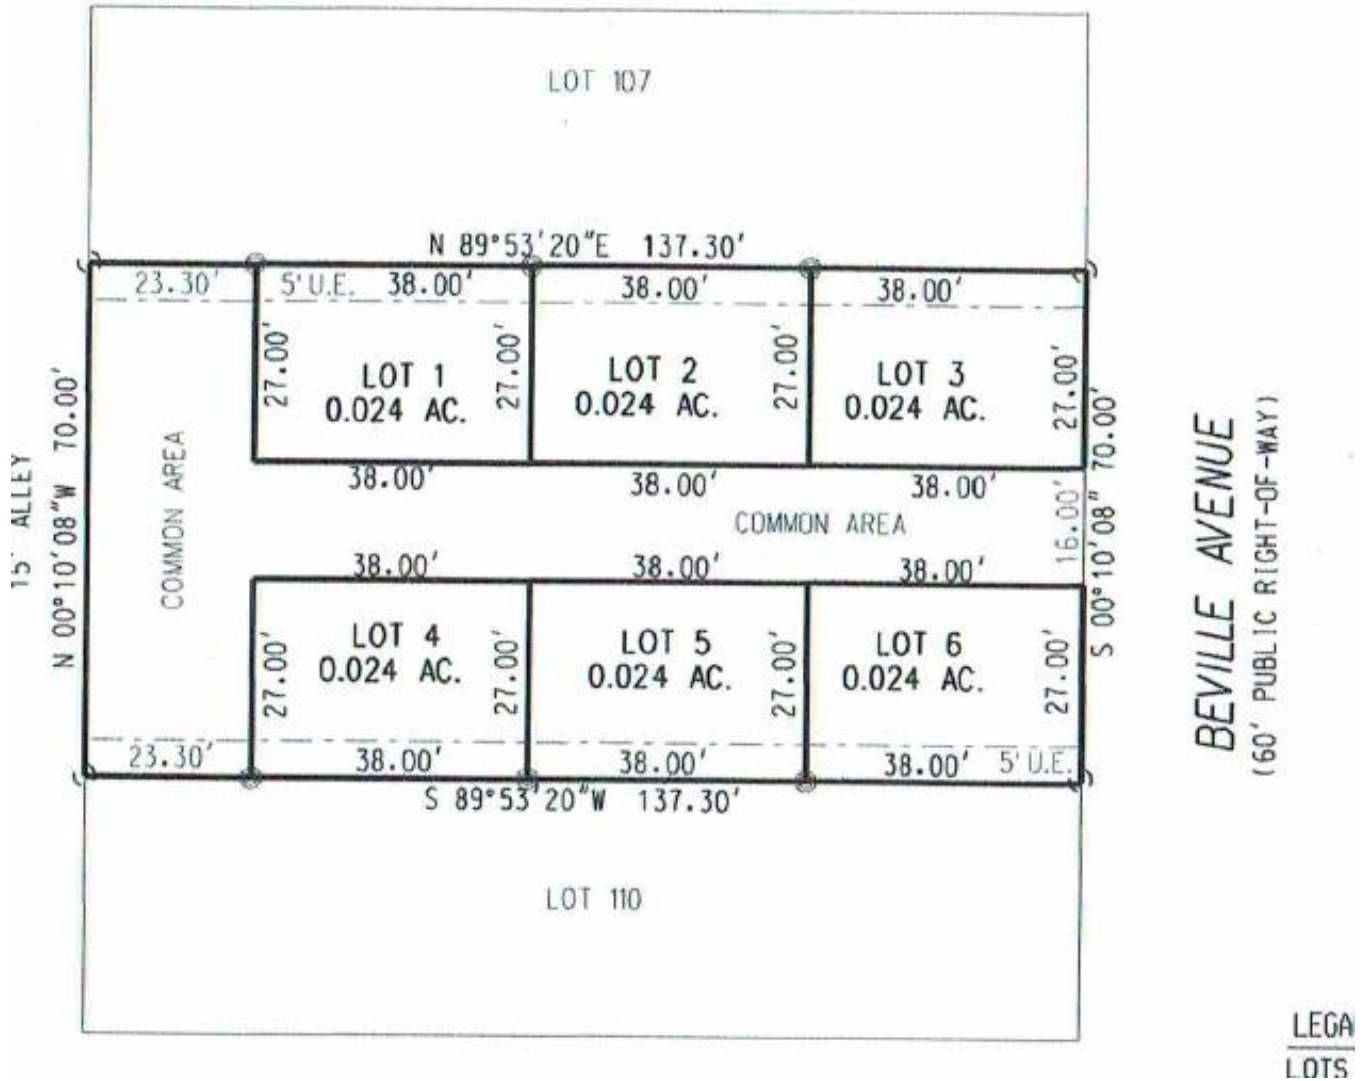 LOT 107
N 89°53'20"E 137.30'
23.30'
5' U.E.
38.00'
38.00'
38.00'
27.00'
LOT 1
0.024 AC.
27.00'
LOT 2
0.024 AC.
27.00'
LOT 3
0.024 AC.
27.00'
38.00'
38.00'
38.00'
15' ALLEY
N 00°10'08"W 70.00'
COMMON AREA
COMMON AREA
16.00'
S 00°10'08" 70.00'
BEVILLE AVENUE
(60' PUBLIC RIGHT-OF-WAY)
38.00'
38.00'
38.00'
27.00'
LOT 4
0.024 AC.
27.00'
LOT 5
0.024 AC.
27.00'
LOT 6
0.024 AC.
27.00'
23.30'
38.00'
38.00'
38.00'
5' U.E.
S 89°53'20"W 137.30'
LOT 110
LEGA
LOTS